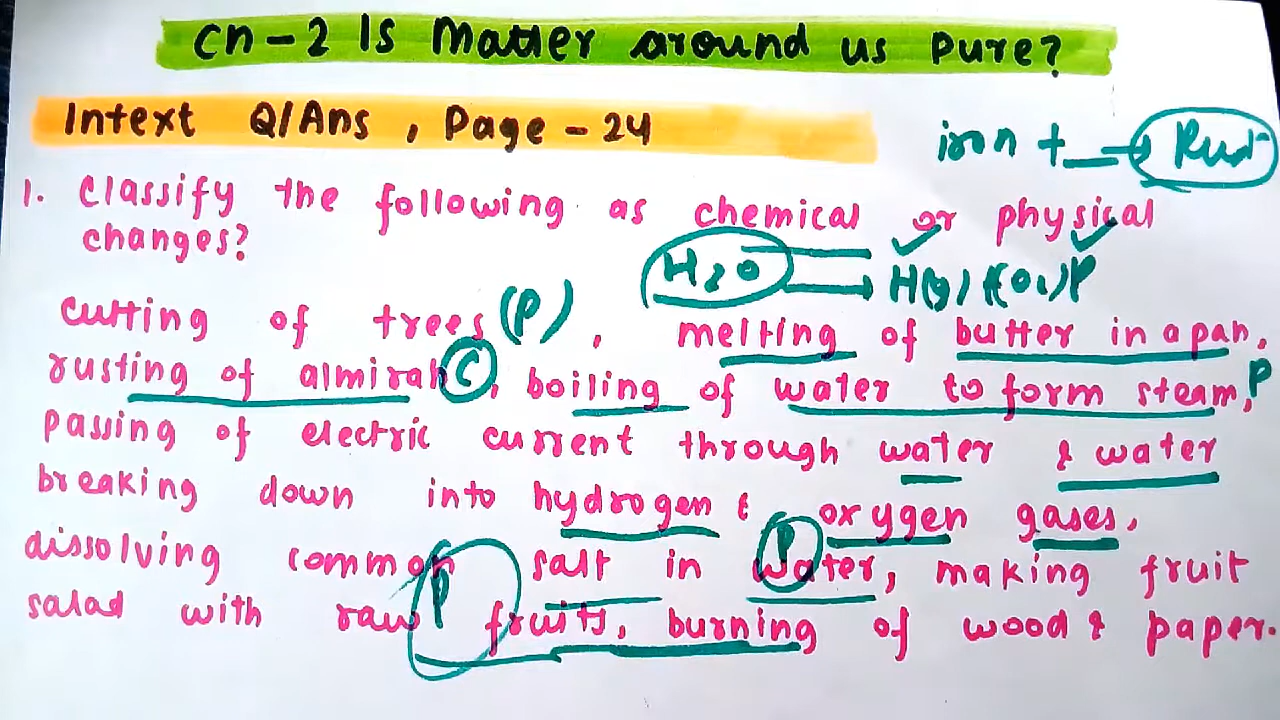 Ch-2 Is Matter around us pure?
Intext Q/Ans, Page-24
iron + __ → Rust
1. Classify the following as chemical or physical
changes?
H2O → H(g) + (O2)P
cutting of trees (P), melting of butter in a pan,
rusting of almirah C, boiling of water to form steam, P
passing of electric current through water & water
breaking down into hydrogen & oxygen gases,
dissolving common salt in water, P making fruit
salad with raw fruits, P burning of wood & paper.